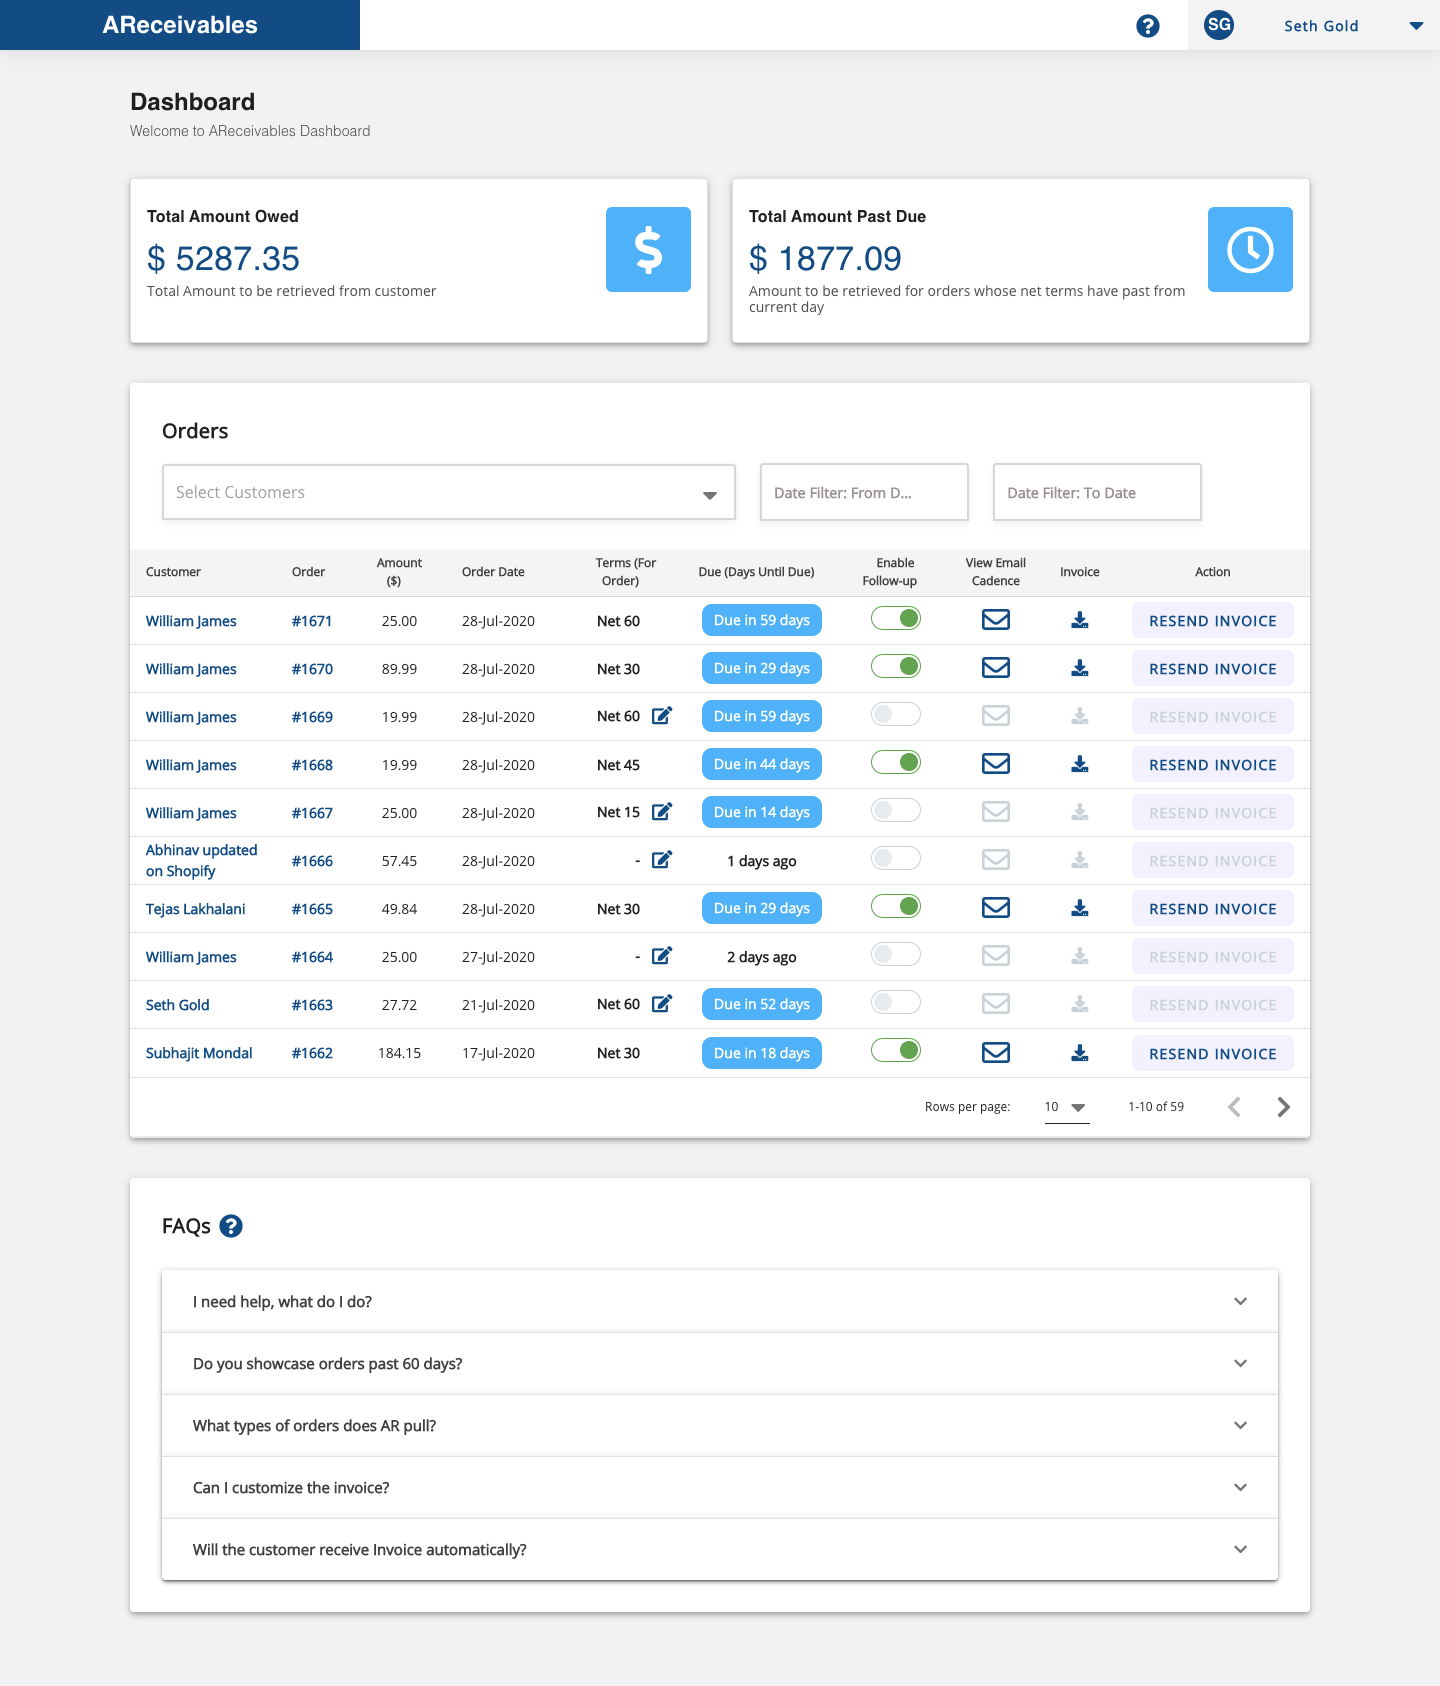 AReceivables
SG Seth Gold
Dashboard
Welcome to AReceivables Dashboard
Total Amount Owed
$ 5287.35
Total Amount to be retrieved from customer
Total Amount Past Due
$ 1877.09
Amount to be retrieved for orders whose net terms have past from
current day
Orders
Select Customers
Date Filter: From D...
Date Filter: To Date
Customer Order Amount ($) Order Date Terms (For Order) Due (Days Until Due) Enable Follow-up View Email Cadence Invoice Action
William James #1671 25.00 28-Jul-2020 Net 60 Due in 59 days RESEND INVOICE
William James #1670 89.99 28-Jul-2020 Net 30 Due in 29 days RESEND INVOICE
William James #1669 19.99 28-Jul-2020 Net 60 Due in 59 days RESEND INVOICE
William James #1668 19.99 28-Jul-2020 Net 45 Due in 44 days RESEND INVOICE
William James #1667 25.00 28-Jul-2020 Net 15 Due in 14 days RESEND INVOICE
Abhinav updated on Shopify #1666 57.45 28-Jul-2020 - 1 days ago RESEND INVOICE
Tejas Lakhalani #1665 49.84 28-Jul-2020 Net 30 Due in 29 days RESEND INVOICE
William James #1664 25.00 27-Jul-2020 - 2 days ago RESEND INVOICE
Seth Gold #1663 27.72 21-Jul-2020 Net 60 Due in 52 days RESEND INVOICE
Subhajit Mondal #1662 184.15 17-Jul-2020 Net 30 Due in 18 days RESEND INVOICE
Rows per page: 10 1-10 of 59
FAQs
I need help, what do I do?
Do you showcase orders past 60 days?
What types of orders does AR pull?
Can I customize the invoice?
Will the customer receive Invoice automatically?